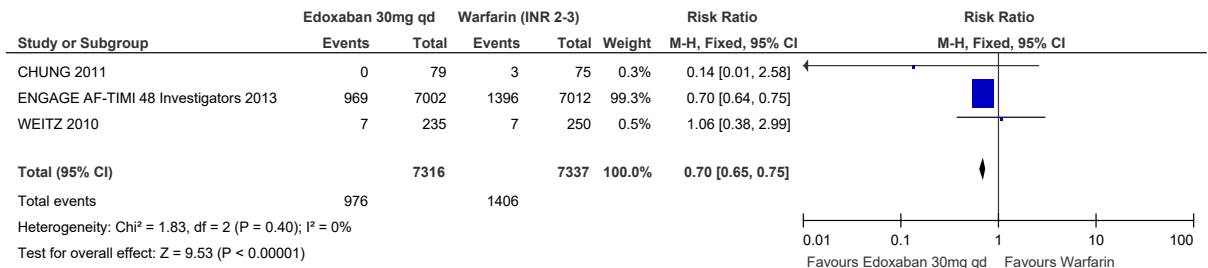 Edoxaban 30mg qd Warfarin (INR 2-3) Risk Ratio Risk Ratio
Study or Subgroup Events Total Events Total Weight M-H, Fixed, 95% CI M-H, Fixed, 95% CI
CHUNG 2011 0 79 3 75 0.3% 0.14 [0.01, 2.58]
ENGAGE AF-TIMI 48 Investigators 2013 969 7002 1396 7012 99.3% 0.70 [0.64, 0.75]
WEITZ 2010 7 235 7 250 0.5% 1.06 [0.38, 2.99]
Total (95% CI) 7316 7337 100.0% 0.70 [0.65, 0.75]
Total events 976 1406
Heterogeneity: Chi² = 1.83, df = 2 (P = 0.40); I² = 0%
Test for overall effect: Z = 9.53 (P < 0.00001)
0.01 0.1 1 10 100
Favours Edoxaban 30mg qd Favours Warfarin